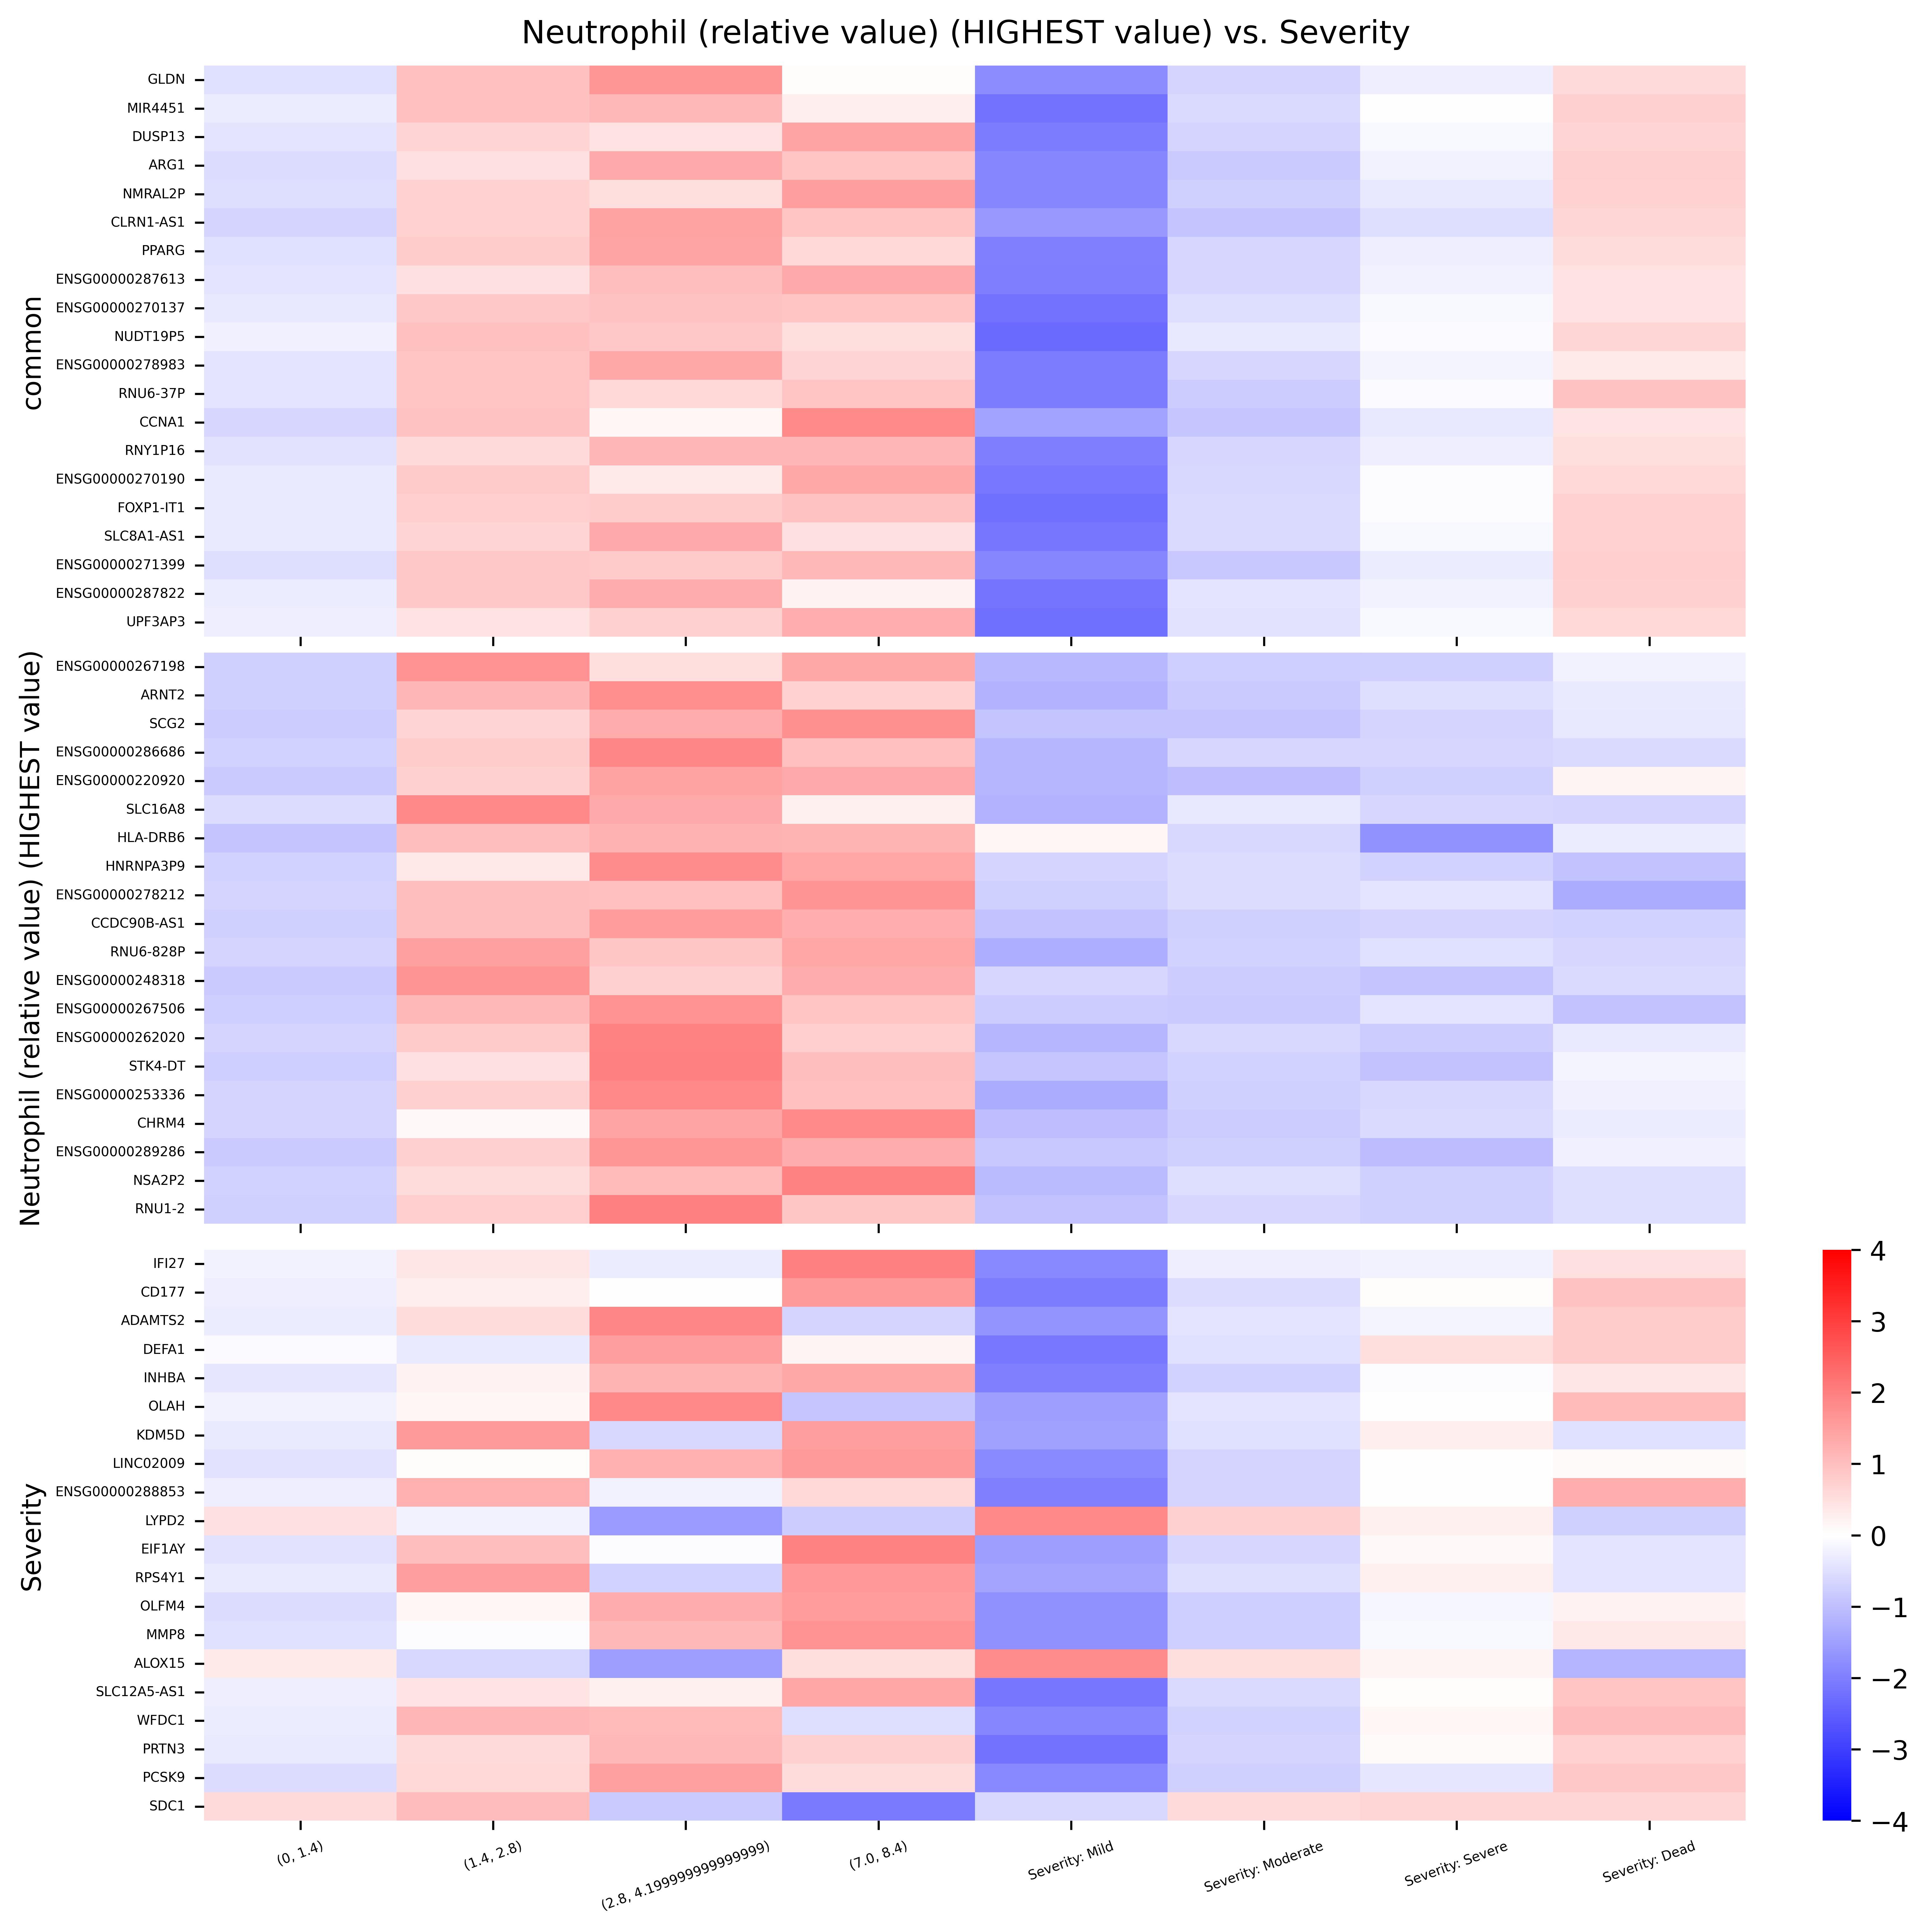 Neutrophil (relative value) (HIGHEST value) vs. Severity
common
GLDN
MIR4451
DUSP13
ARG1
NMRAL2P
CLRN1-AS1
PPARG
ENSG00000287613
ENSG00000270137
NUDT19P5
ENSG00000278983
RNU6-37P
CCNA1
RNY1P16
ENSG00000270190
FOXP1-IT1
SLC8A1-AS1
ENSG00000271399
ENSG00000287822
UPF3AP3
Neutrophil (relative value) (HIGHEST value)
ENSG00000267198
ARNT2
SCG2
ENSG00000286686
ENSG00000220920
SLC16A8
HLA-DRB6
HNRNPA3P9
ENSG00000278212
CCDC90B-AS1
RNU6-828P
ENSG00000248318
ENSG00000267506
ENSG00000262020
STK4-DT
ENSG00000253336
CHRM4
ENSG00000289286
NSA2P2
RNU1-2
Severity
IFI27
CD177
ADAMTS2
DEFA1
INHBA
OLAH
KDM5D
LINC02009
ENSG00000288853
LYPD2
EIF1AY
RPS4Y1
OLFM4
MMP8
ALOX15
SLC12A5-AS1
WFDC1
PRTN3
PCSK9
SDC1
(0, 1.4)
(1.4, 2.8)
(2.8, 4.199999999999999)
(7.0, 8.4)
Severity: Mild
Severity: Moderate
Severity: Severe
Severity: Dead
4
3
2
1
0
−1
−2
−3
−4